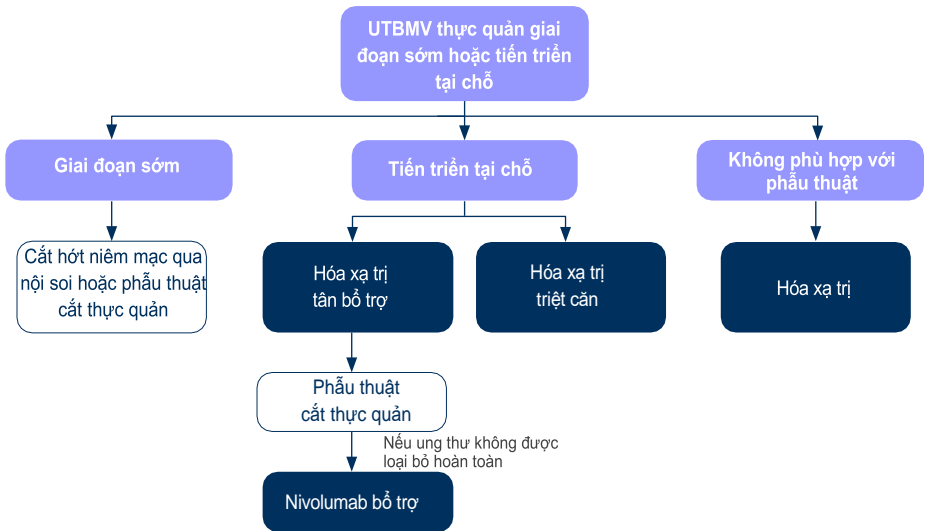 UTBMV thực quản giai
đoạn sớm hoặc tiến triển
tại chỗ
Giai đoạn sớm
Tiến triển tại chỗ
Không phù hợp với
phẫu thuật
Cắt hớt niêm mạc qua
nội soi hoặc phẫu thuật
cắt thực quản
Hóa xạ trị
tân bổ trợ
Hóa xạ trị
triệt căn
Hóa xạ trị
Phẫu thuật
cắt thực quản
Nếu ung thư không được
loại bỏ hoàn toàn
Nivolumab bổ trợ